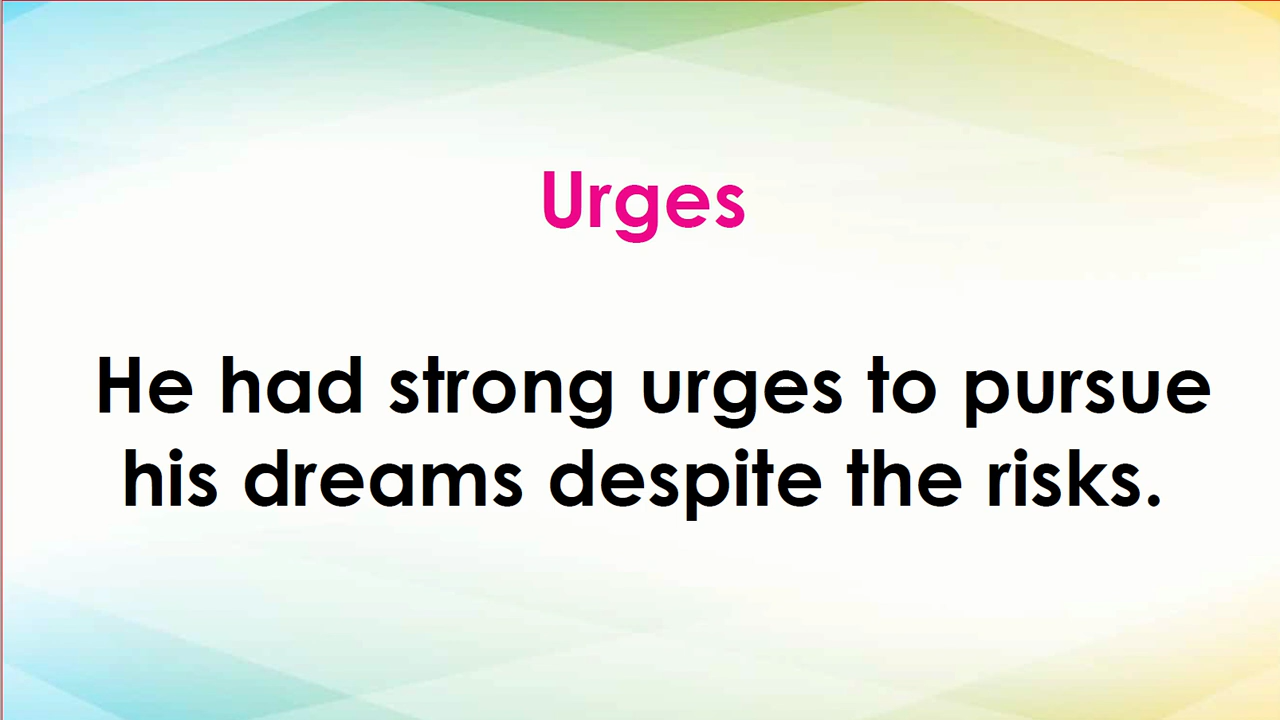 Urges
He had strong urges to pursue
his dreams despite the risks.